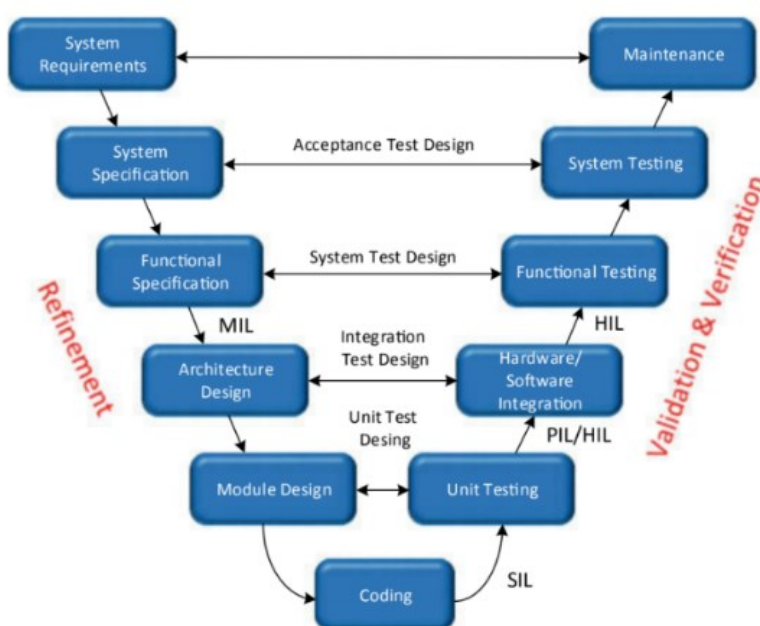 System
Requirements
Maintenance
System
Specification
Acceptance Test Design
System Testing
Functional
Specification
System Test Design
Functional Testing
Refinement
MIL
HIL
Validation & Verification
Architecture
Design
Integration
Test Design
Hardware/
Software
Integration
Unit Test
Desing
PIL/HIL
Module Design
Unit Testing
Coding
SIL